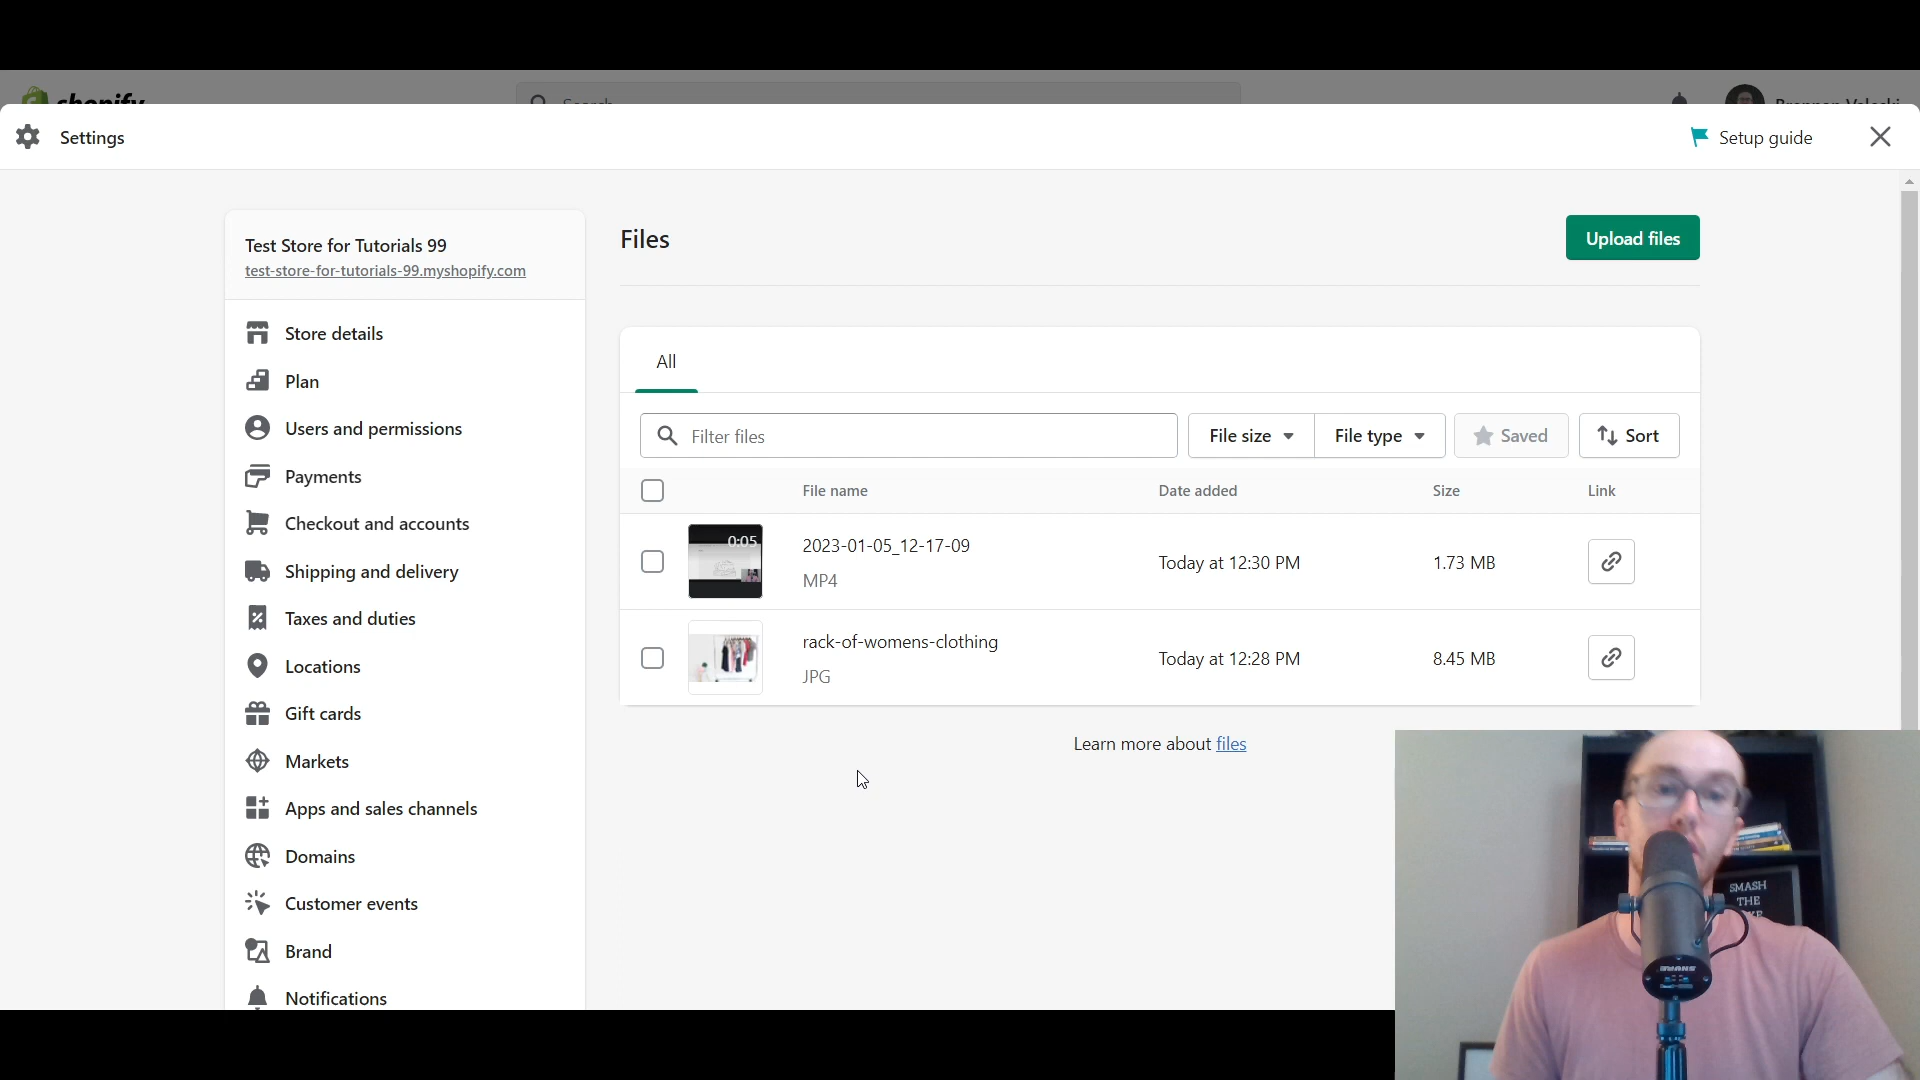 Settings
Setup guide
Test Store for Tutorials 99
test-store-for-tutorials-99.myshopify.com
Store details
Plan
Users and permissions
Payments
Checkout and accounts
Shipping and delivery
Taxes and duties
Locations
Gift cards
Markets
Apps and sales channels
Domains
Customer events
Brand
Notifications
Files
Upload files
All
Filter files
File size
File type
Saved
Sort
File name
Date added
Size
Link
0:05
2023-01-05_12-17-09
MP4
Today at 12:30 PM
1.73 MB
rack-of-womens-clothing
JPG
Today at 12:28 PM
8.45 MB
Learn more about files
SMASH
THE